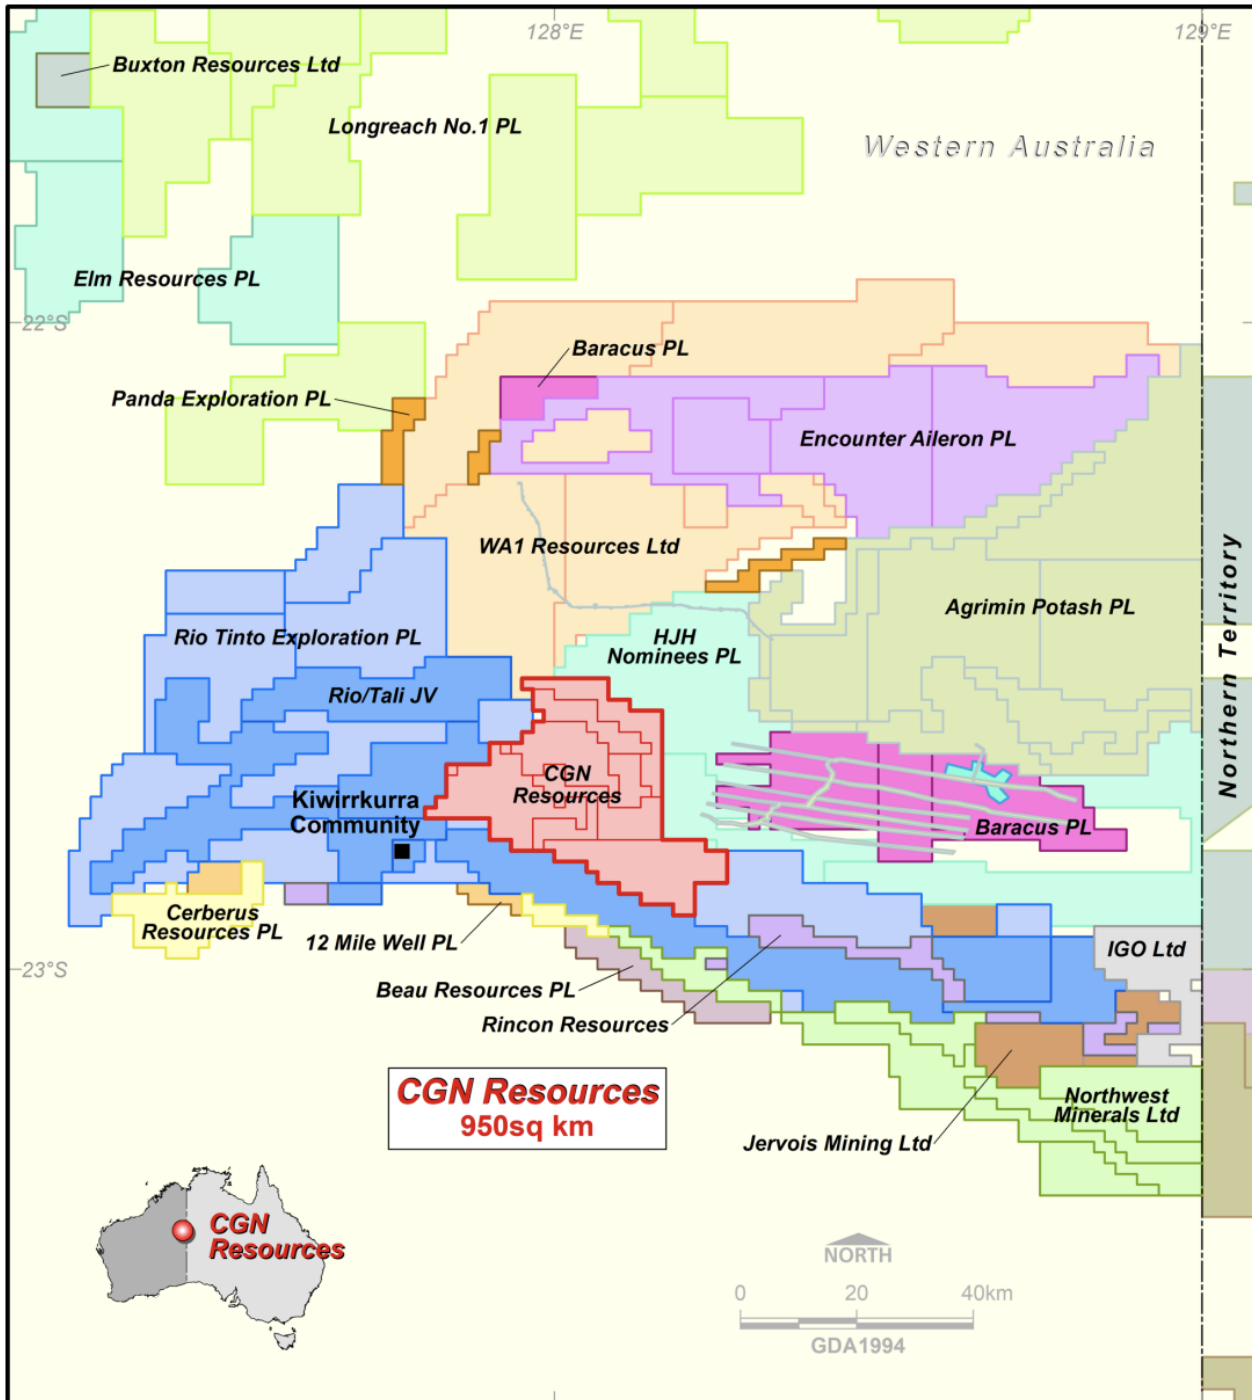 128°E
129°E
Buxton Resources Ltd
Longreach No.1 PL
Western Australia
Elm Resources PL
22°S
Baracus PL
Panda Exploration PL
Encounter Aileron PL
WA1 Resources Ltd
Agrimin Potash PL
Northern Territory
Rio Tinto Exploration PL
HJH
Nominees PL
Rio/Tali JV
CGN
Resources
Kiwirrkurra
Community
Baracus PL
Cerberus
Resources PL
12 Mile Well PL
IGO Ltd
23°S
Beau Resources PL
Rincon Resources
CGN Resources
950sq km
Northwest
Minerals Ltd
Jervois Mining Ltd
CGN
Resources
NORTH
0 20 40km
GDA1994